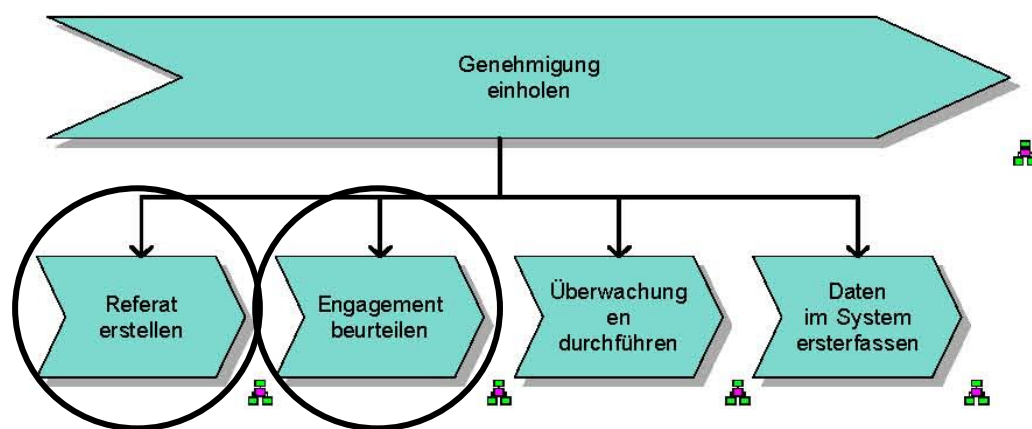 Genehmigung
einholen
Referat
erstellen
Engagement
beurteilen
Überwachung
en
durchführen
Daten
im System
ersterfassen